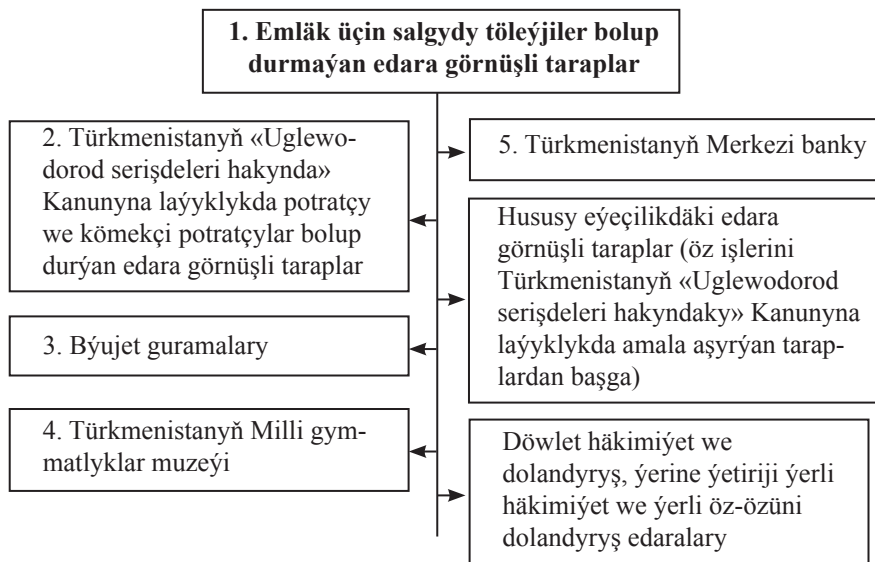 1. Emläk üçin salgydy töleýjiler bolup
durmaýan edara görnüşli taraplar
2. Türkmenistanyň «Uglewo-
dorod serişdeleri hakynda»
Kanunyna laýyklykda potratçy
we kömekçi potratçylar bolup
durýan edara görnüşli taraplar
3. Býujet guramalary
4. Türkmenistanyň Milli gym-
matlyklar muzeýi
5. Türkmenistanyň Merkezi banky
Hususy eýeçilikdäki edara
görnüşli taraplar (öz işlerini
Türkmenistanyň «Uglewodorod
serişdeleri hakyndaky» Kanunyna
laýyklykda amala aşyrýan tarap-
lardan başga)
Döwlet häkimiýet we
dolandyryş, ýerine ýetiriji ýerli
häkimiýet we ýerli öz-özüni
dolandyryş edaralary